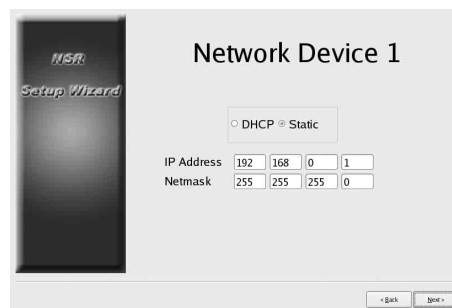 NSR
Setup Wizard
Network Device 1
DHCP Static
IP Address 192 168 0 1
Netmask 255 255 255 0
< Back Next >